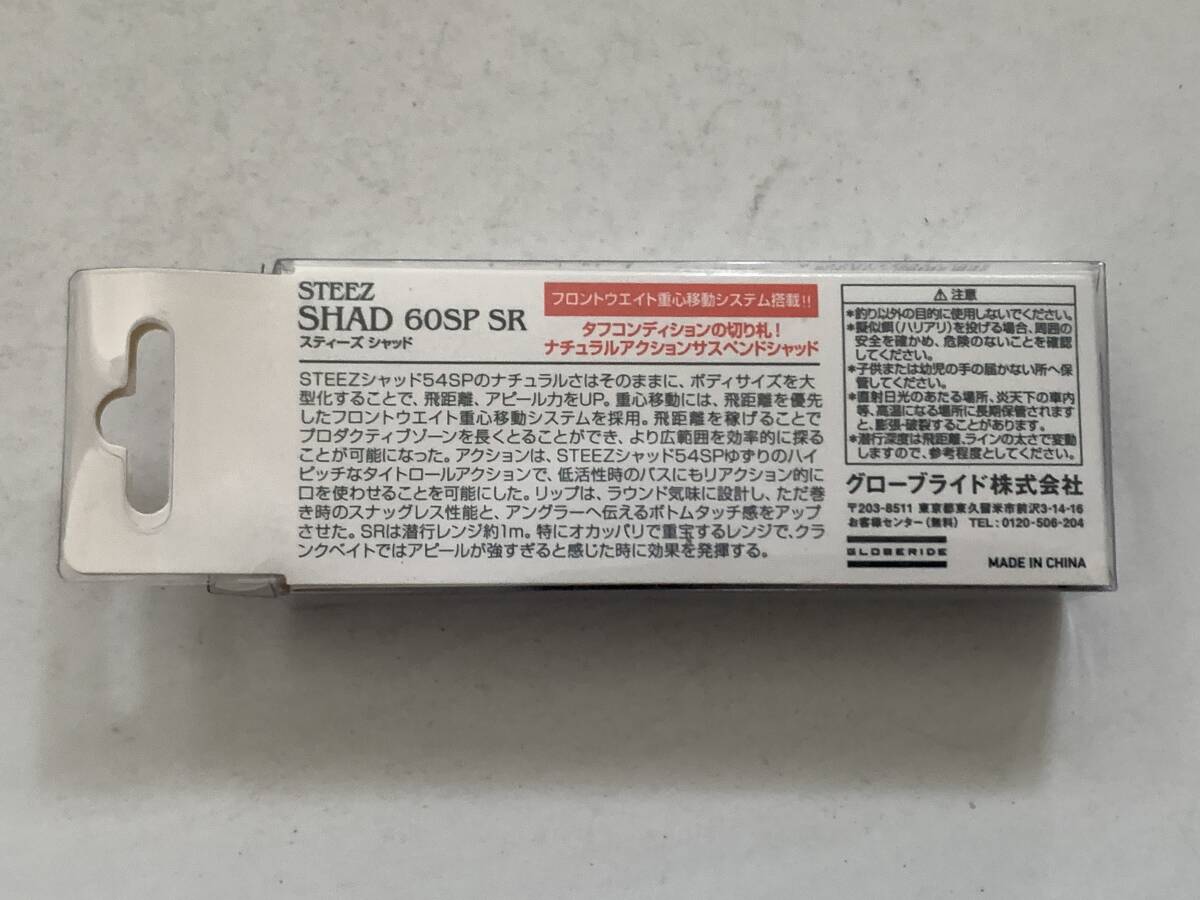 STEEZ
SHAD 60SP SR
スティーズ シャッド
フロントウエイト重心移動システム搭載!!
タフコンディションの切り札!
ナチュラルアクションサスペンドシャッド
STEEZシャッド54SPのナチュラルさはそのままに、ボディサイズを大
型化することで、飛距離、アピール力をUP。重心移動には、飛距離を優先
したフロントウエイト重心移動システムを採用。飛距離を稼げることで
プロダクティブゾーンを長くとることができ、より広範囲を効率的に探る
ことが可能になった。アクションは、STEEZシャッド54SPゆずりのハイ
ピッチなタイトロールアクションで、低活性時のバスにもリアクション的に
口を使わせることを可能にした。リップは、ラウンド気味に設計し、ただ巻
き時のスナッグレス性能と、アングラーへ伝えるボトムタッチ感をアップ
させた。SRは潜行レンジ約1m。特にオカッパリで重宝するレンジで、クラ
ンクベイトではアピールが強すぎると感じた時に効果を発揮する。
⚠注意
*釣り以外の目的に使用しないでください。
*擬似餌(ハリアリ)を投げる場合、周囲の
安全を確かめ、危険のないことを確認
してください。
*子供または幼児の手の届かない所へ保
管してください。
*直射日光のあたる場所、炎天下の車内
等、高温になる場所に長期保管されます
と、膨張・破裂することがあります。
*潜行深度は飛距離、ラインの太さで変動
しますので、参考程度としてください。
グローブライド株式会社
〒203-8511 東京都東久留米市前沢3-14-16
お客様センター(無料) TEL:0120-506-204
GLOBERIDE
MADE IN CHINA